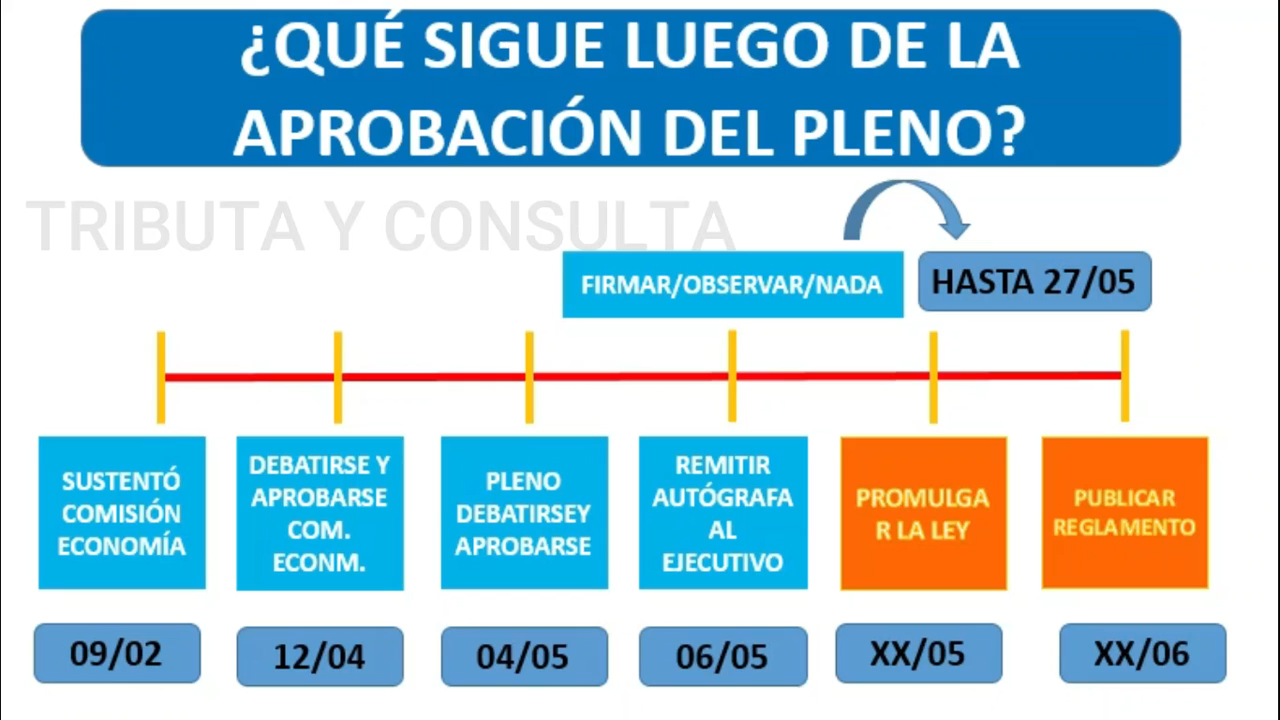 ¿QUÉ SIGUE LUEGO DE LA
APROBACIÓN DEL PLENO?
TRIBUTA Y CONSULTA
FIRMAR/OBSERVAR/NADA
HASTA 27/05
SUSTENTÓ
COMISIÓN
ECONOMÍA
DEBATIRSE Y
APROBARSE
COM.
ECONM.
PLENO
DEBATIRSEY
APROBARSE
REMITIR
AUTÓGRAFA
AL
EJECUTIVO
PROMULGA
R LA LEY
PUBLICAR
REGLAMENTO
09/02
12/04
04/05
06/05
XX/05
XX/06